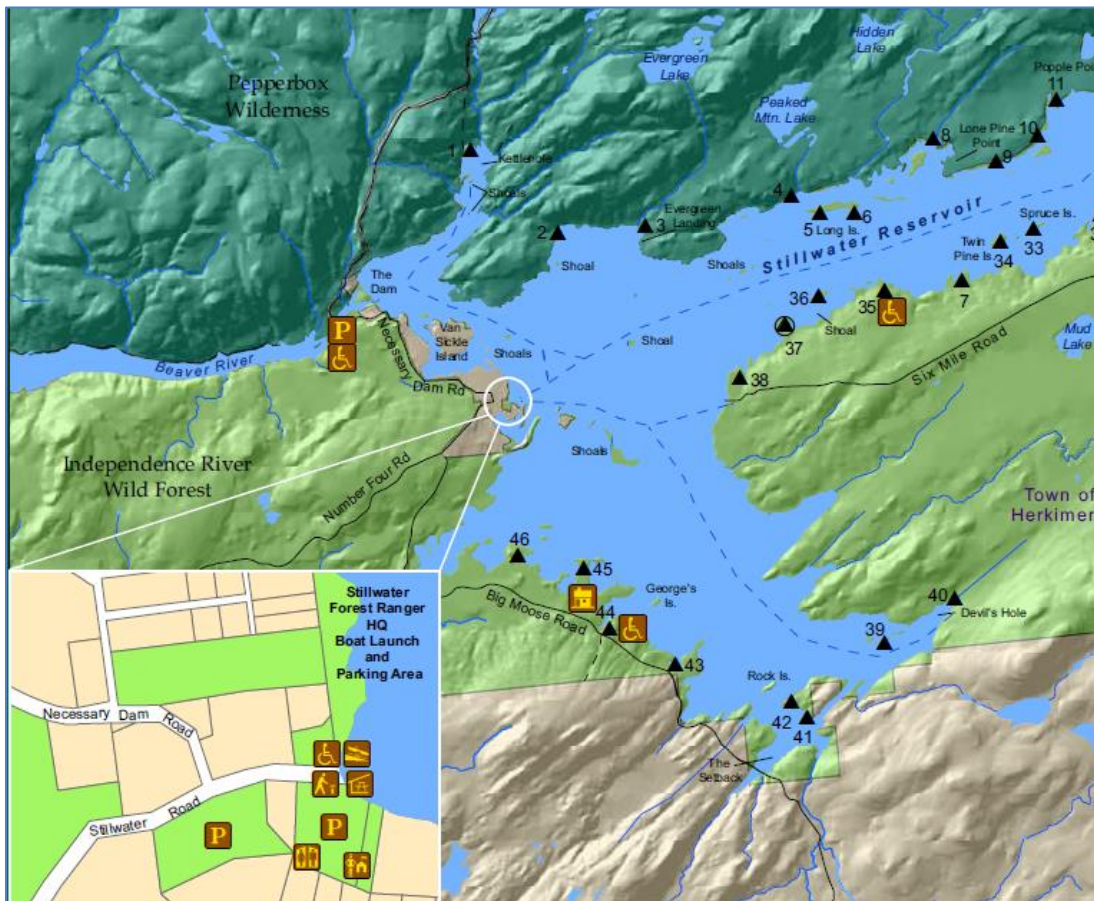 Hidden
Lake
Evergreen
Lake
Popple Poi
11
Pepperbox
Wilderness
Peaked
Mtn. Lake
8
Lone Pine
Point
10
9
1
Kettlehole
Shoals
4
5
Long Is.
6
Stillwater Reservoir
Spruce Is.
33
Twin
Pine Is.
34
2
3
Evergreen
Landing
Shoal
Shoals
The
Dam
36
Shoal
35
7
37
Mud
Lake
P
Van
Sickle
Island
Shoals
Shoal
Beaver River
Necessary
Dam Rd
38
Six Mile Road
Independence River
Wild Forest
Number Four Rd
Shoals
Town of
Herkimer
46
45
George's
Is.
Big Moose Road
44
40
Devil's Hole
39
43
Rock Is.
42
41
The
Setback
Stillwater
Forest Ranger
HQ
Boat Launch
and
Parking Area
Necessary Dam Road
Stillwater Road
P
P